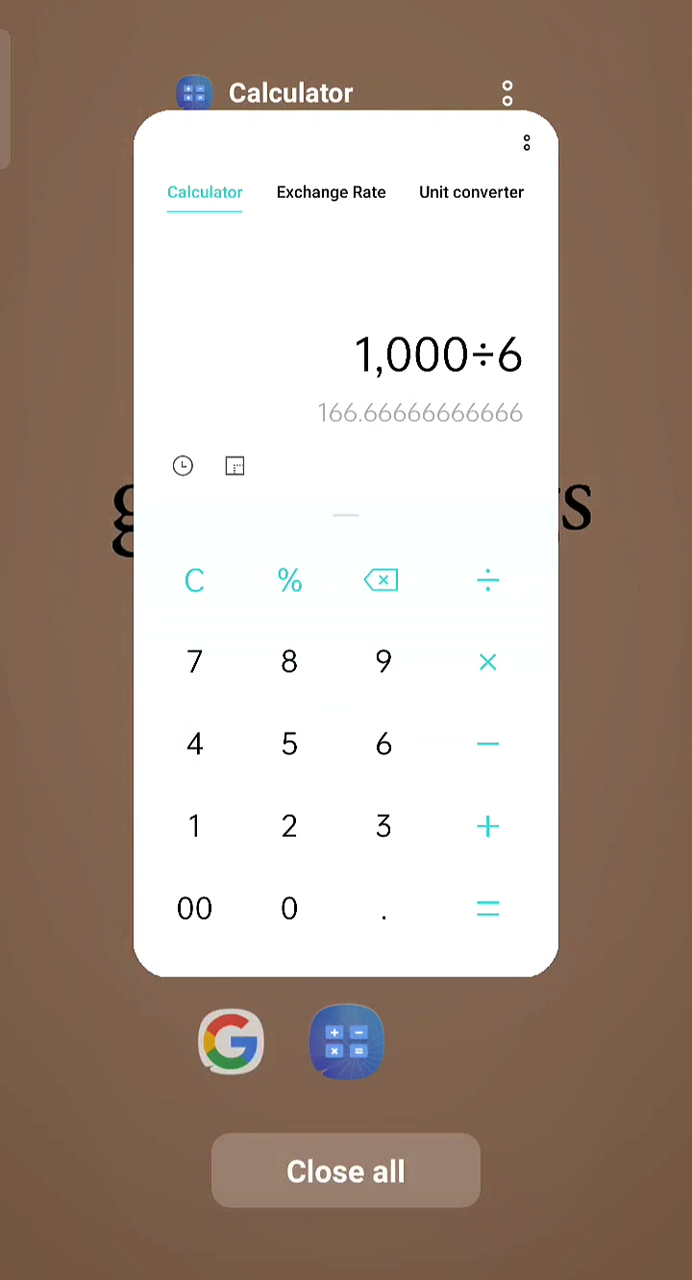 Calculator
Calculator Exchange Rate Unit converter
1,000÷6
166.66666666666
C % ÷
7 8 9 ×
4 5 6 −
1 2 3 +
00 0 . =
Close all